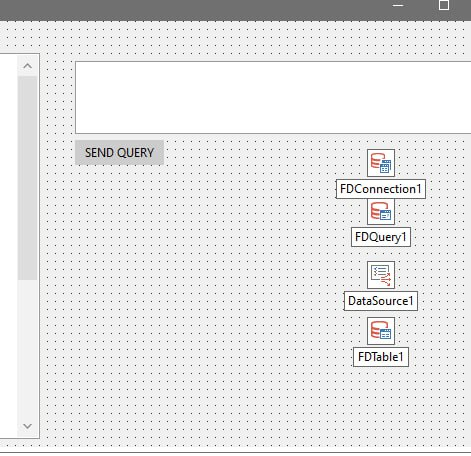 SEND QUERY
FDConnection1
FDQuery1
DataSource1
FDTable1